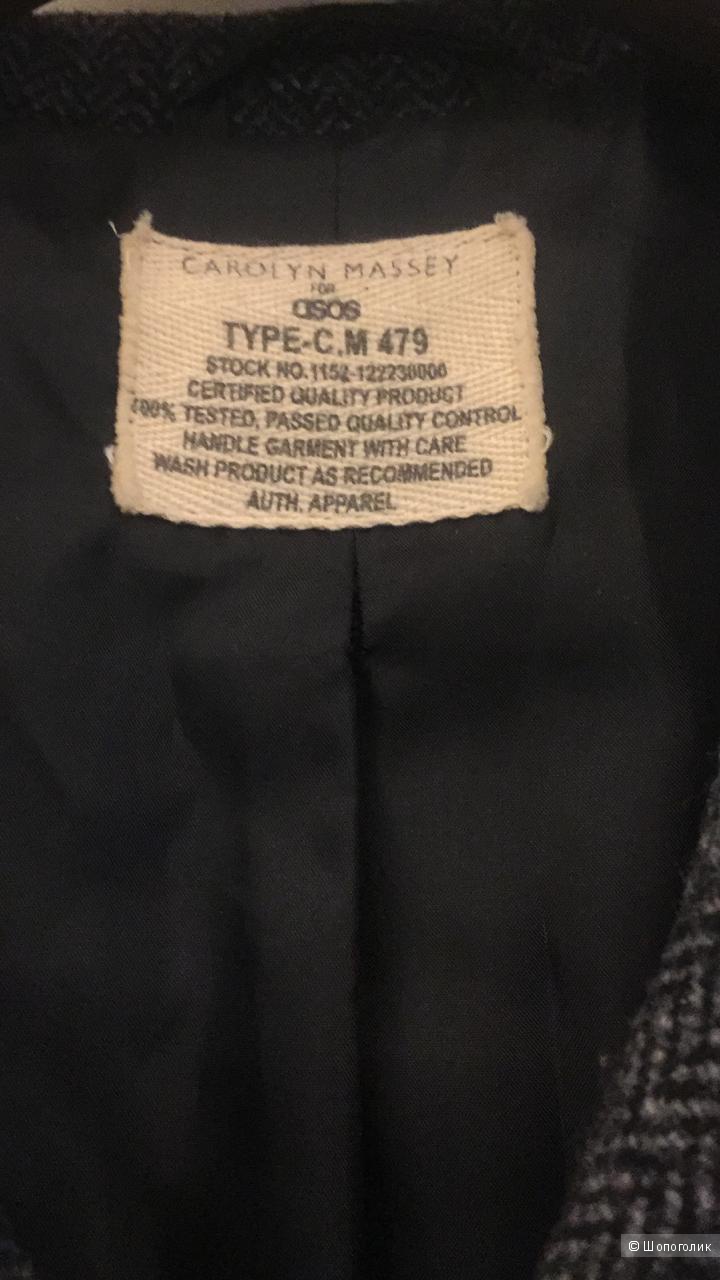 CAROLYN MASSEY
FOR
asos
TYPE-C.M 479
STOCK NO. 1152-122230000
CERTIFIED QUALITY PRODUCT
100% TESTED, PASSED QUALITY CONTROL
HANDLE GARMENT WITH CARE
WASH PRODUCT AS RECOMMENDED
AUTH. APPAREL
© Шопоголик